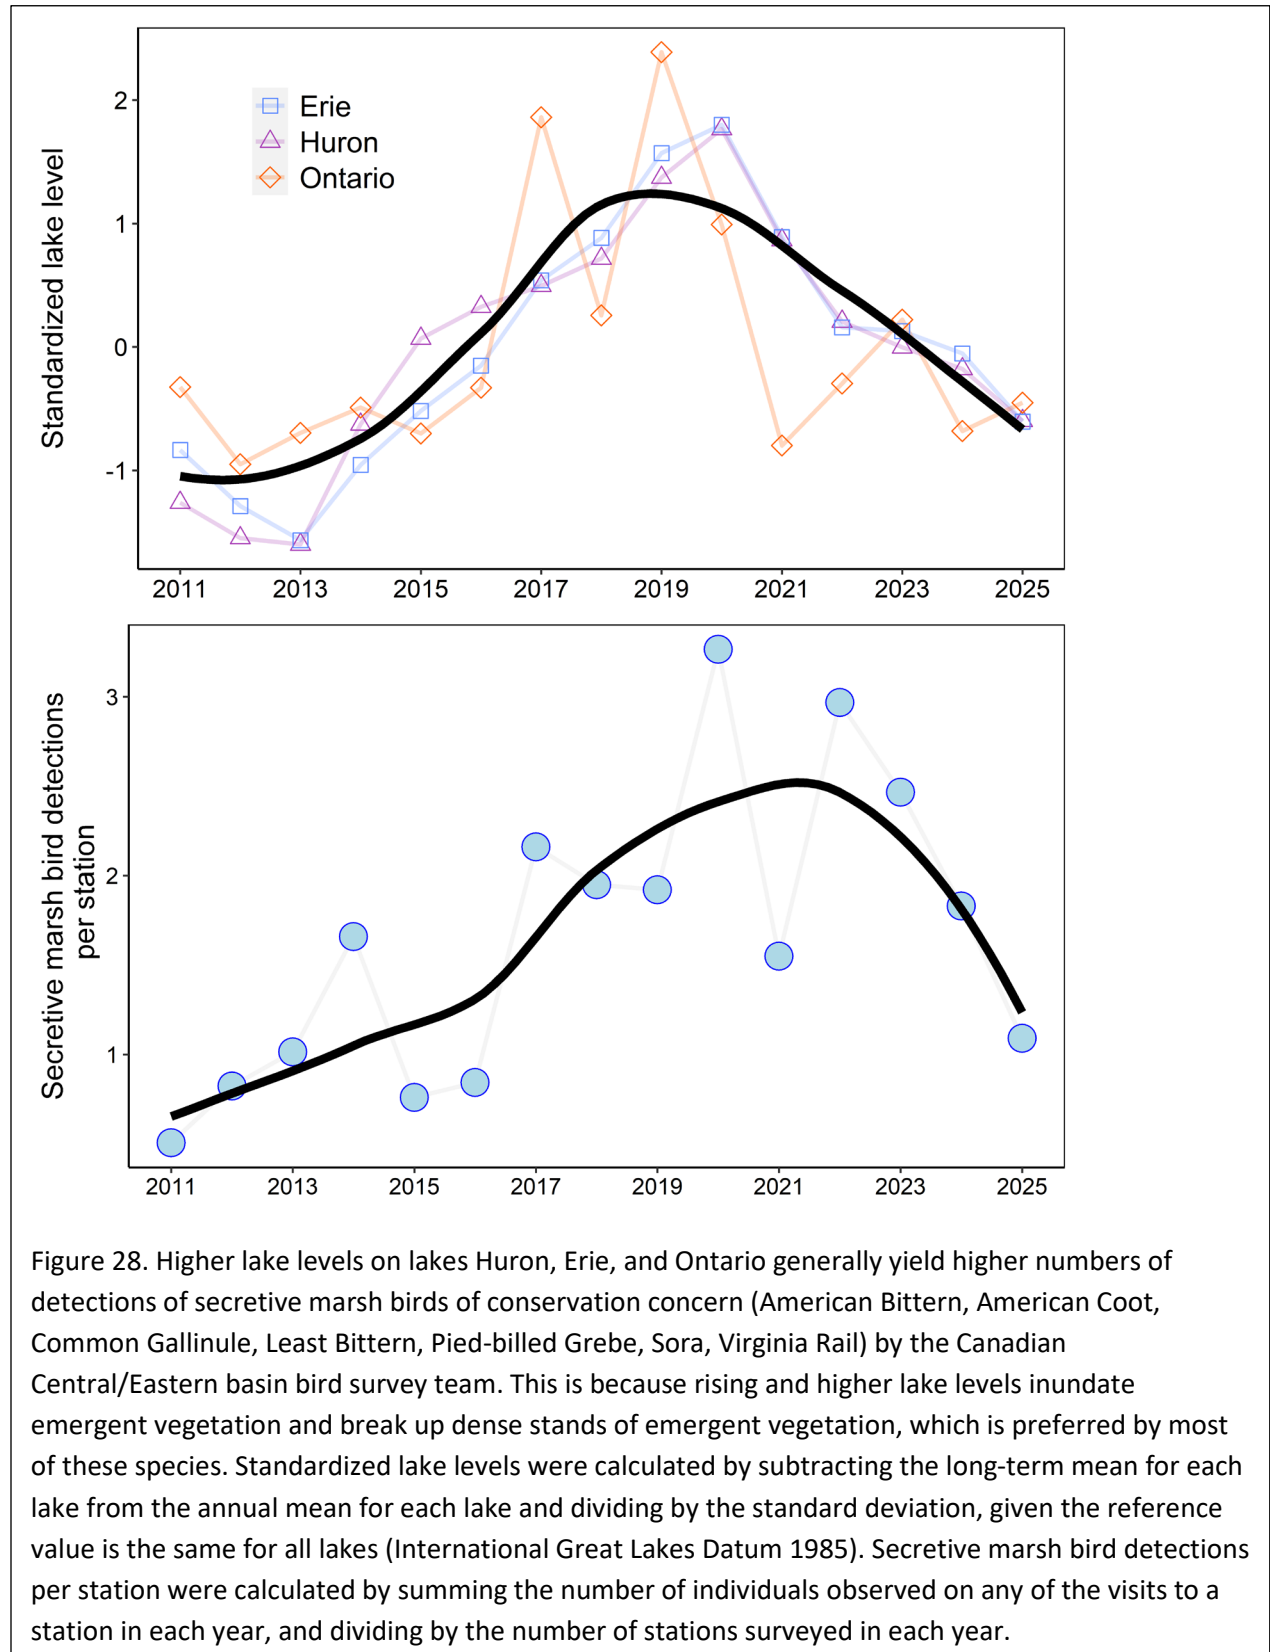 Standardized lake level
2
1
0
-1
Erie
Huron
Ontario
2011 2013 2015 2017 2019 2021 2023 2025
Secretive marsh bird detections
per station
3
2
1
2011 2013 2015 2017 2019 2021 2023 2025
Figure 28. Higher lake levels on lakes Huron, Erie, and Ontario generally yield higher numbers of
detections of secretive marsh birds of conservation concern (American Bittern, American Coot,
Common Gallinule, Least Bittern, Pied-billed Grebe, Sora, Virginia Rail) by the Canadian
Central/Eastern basin bird survey team. This is because rising and higher lake levels inundate
emergent vegetation and break up dense stands of emergent vegetation, which is preferred by most
of these species. Standardized lake levels were calculated by subtracting the long-term mean for each
lake from the annual mean for each lake and dividing by the standard deviation, given the reference
value is the same for all lakes (International Great Lakes Datum 1985). Secretive marsh bird detections
per station were calculated by summing the number of individuals observed on any of the visits to a
station in each year, and dividing by the number of stations surveyed in each year.